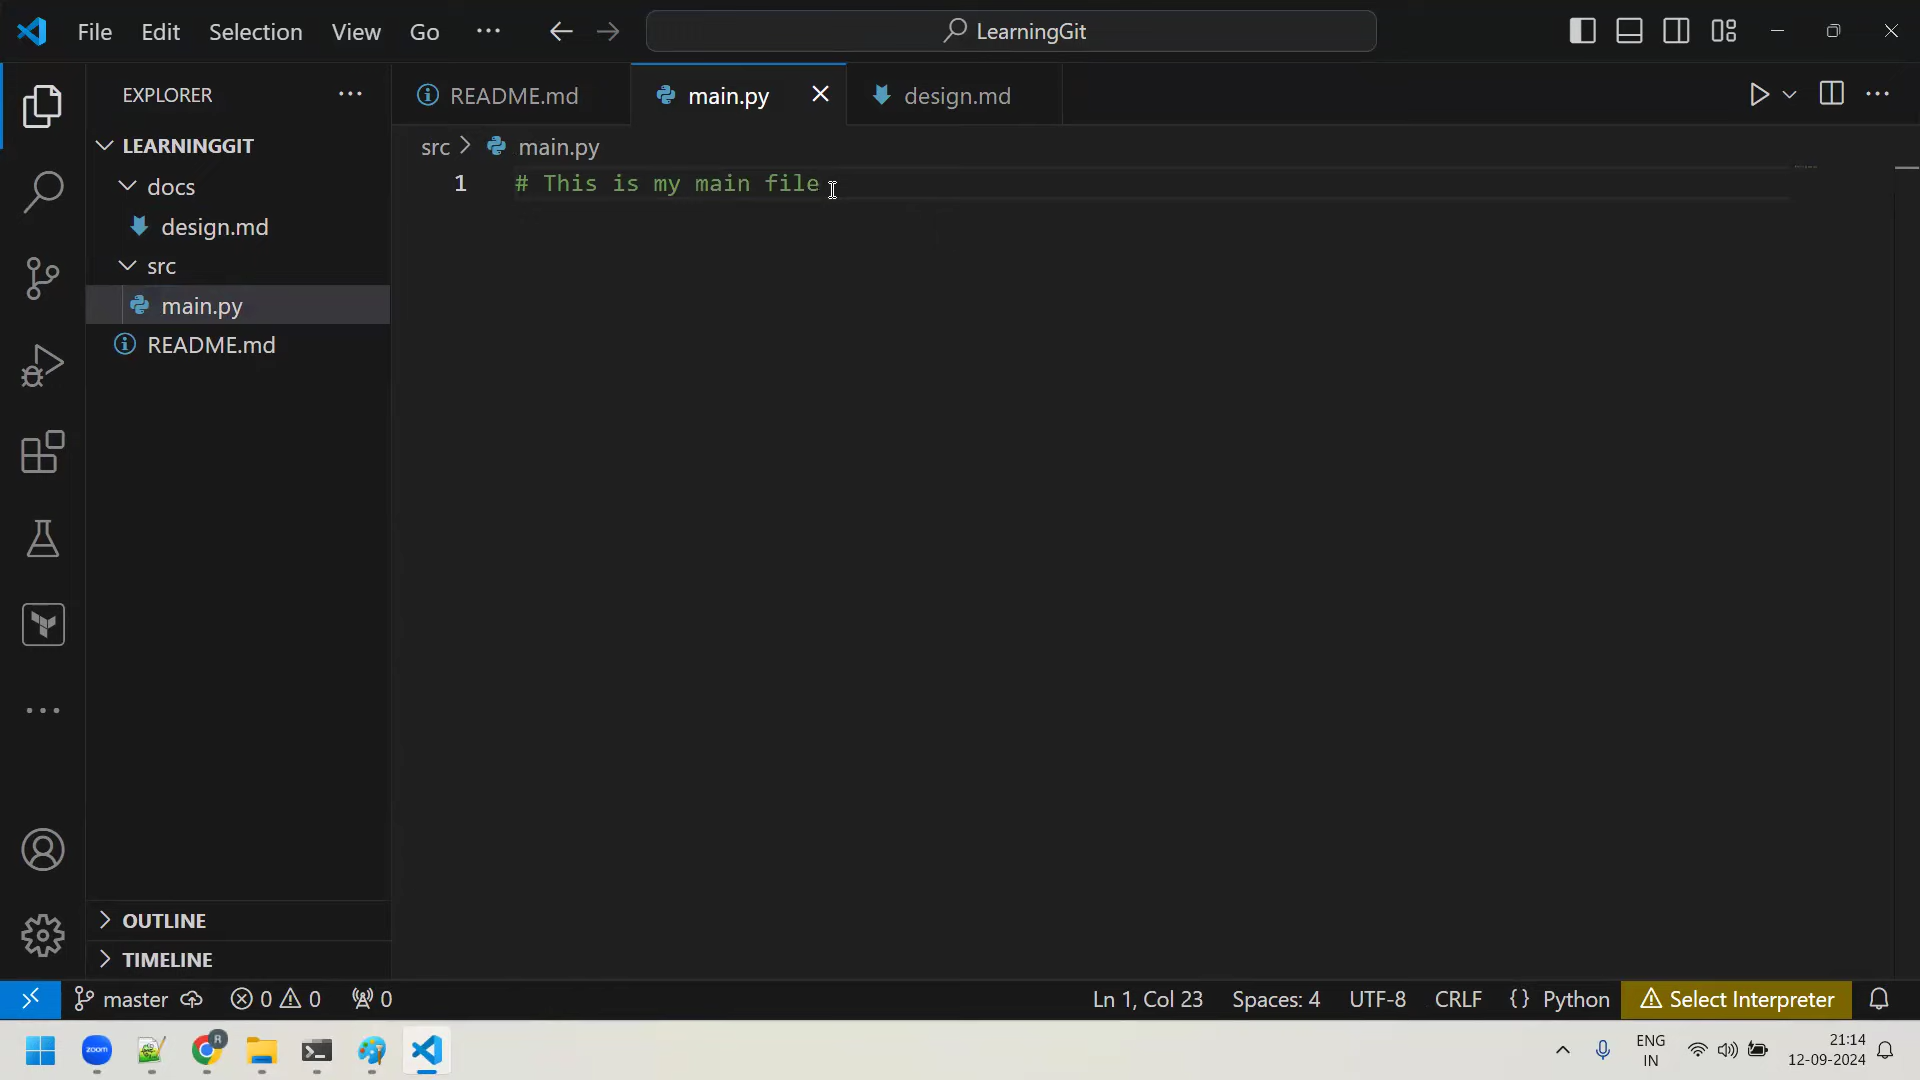 File Edit Selection View Go ··· LearningGit
EXPLORER ···
LEARNINGGIT
docs
design.md
src
main.py
README.md
OUTLINE
TIMELINE
README.md main.py design.md ···
src > main.py
1 # This is my main file
master 0 0 0 Ln 1, Col 23 Spaces: 4 UTF-8 CRLF {} Python Select Interpreter
zoom R ENG
IN 21:14
12-09-2024